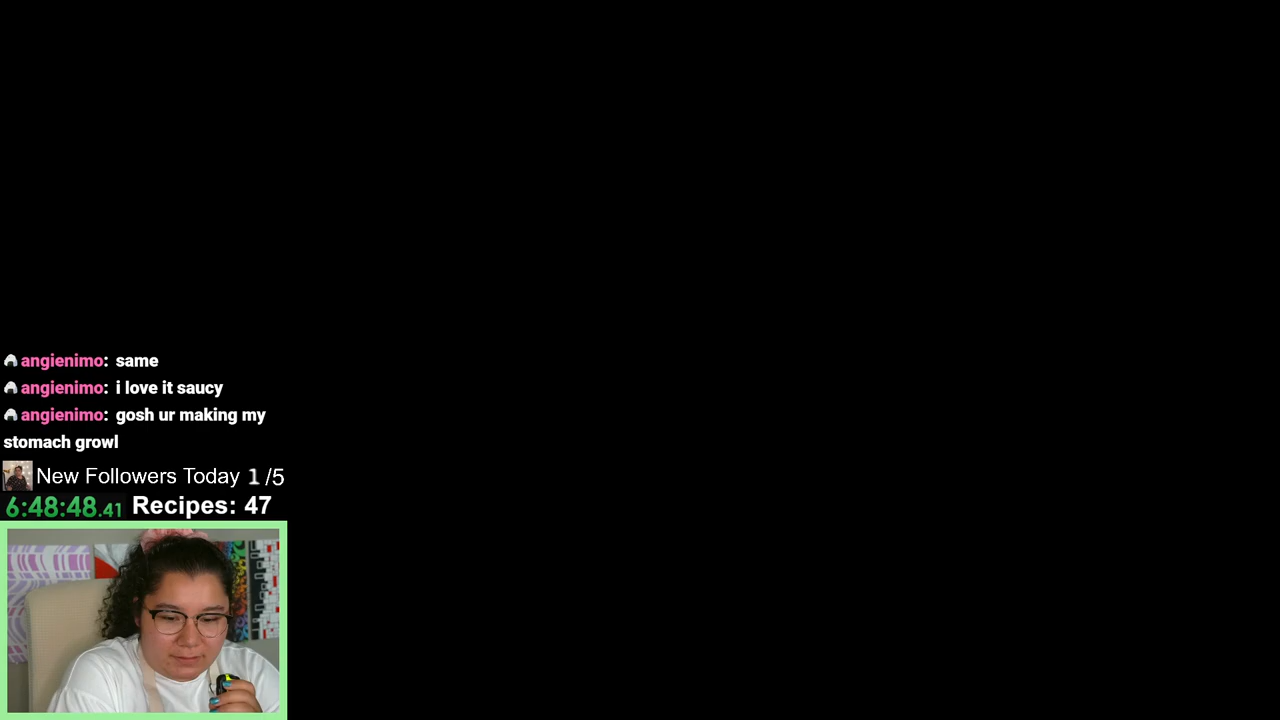 angienimo: same
angienimo: i love it saucy
angienimo: gosh ur making my
stomach growl
New Followers Today 1 /5
6:48:48.41 Recipes: 47